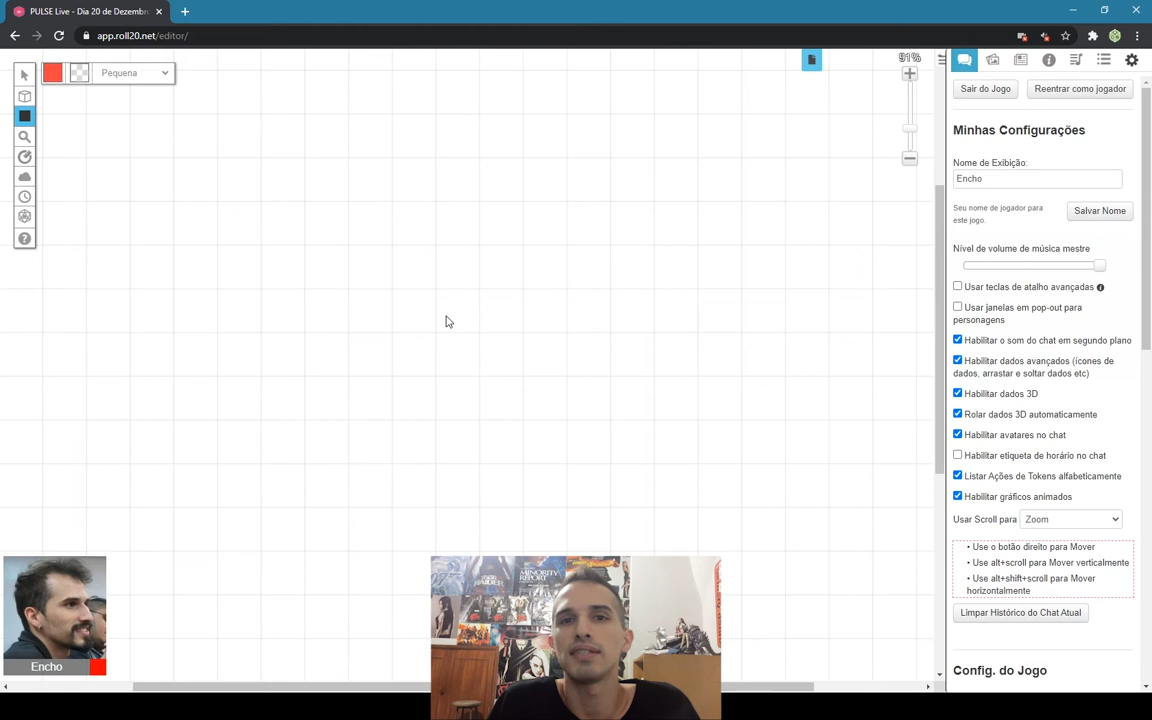 PULSE Live - Dia 20 de Dezembr
app.roll20.net/editor/
Pequena
91%
Sair do Jogo
Reentrar como jogador
Minhas Configurações
Nome de Exibição:
Encho
Seu nome de jogador para
este jogo.
Salvar Nome
Nível de volume de música mestre
Usar teclas de atalho avançadas
Usar janelas em pop-out para
personagens
Habilitar o som do chat em segundo plano
Habilitar dados avançados (ícones de
dados, arrastar e soltar dados etc)
Habilitar dados 3D
Rolar dados 3D automaticamente
Habilitar avatares no chat
Habilitar etiqueta de horário no chat
Listar Ações de Tokens alfabeticamente
Habilitar gráficos animados
Usar Scroll para
Zoom
• Use o botão direito para Mover
• Use alt+scroll para Mover verticalmente
• Use alt+shift+scroll para Mover
horizontalmente
Limpar Histórico do Chat Atual
Config. do Jogo
Encho
MINORITY
REPORT